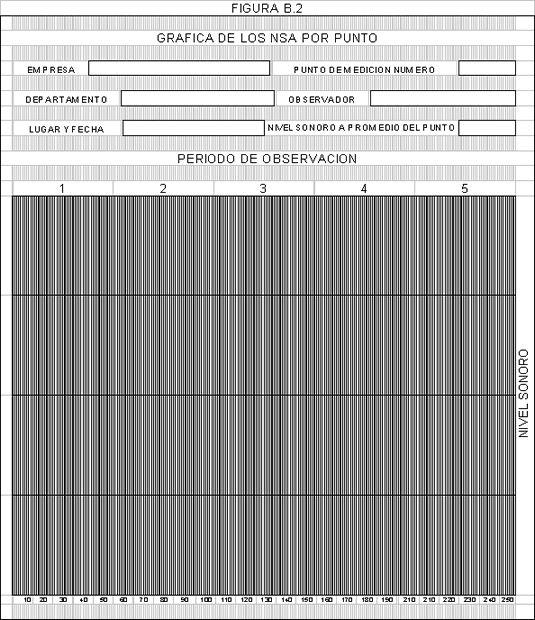 FIGURA B.2
GRAFICA DE LOS NSA POR PUNTO
EMPRESA PUNTO DE MEDICION NUMERO
DEPARTAMENTO OBSERVADOR
LUGAR Y FECHA NIVEL SONORO A PROMEDIO DEL PUNTO
PERIODO DE OBSERVACION
1 2 3 4 5
NIVEL SONORO
10 20 30 40 50 60 70 80 90 100 110 120 130 140 150 160 170 180 190 200 210 210 220 230 240 250